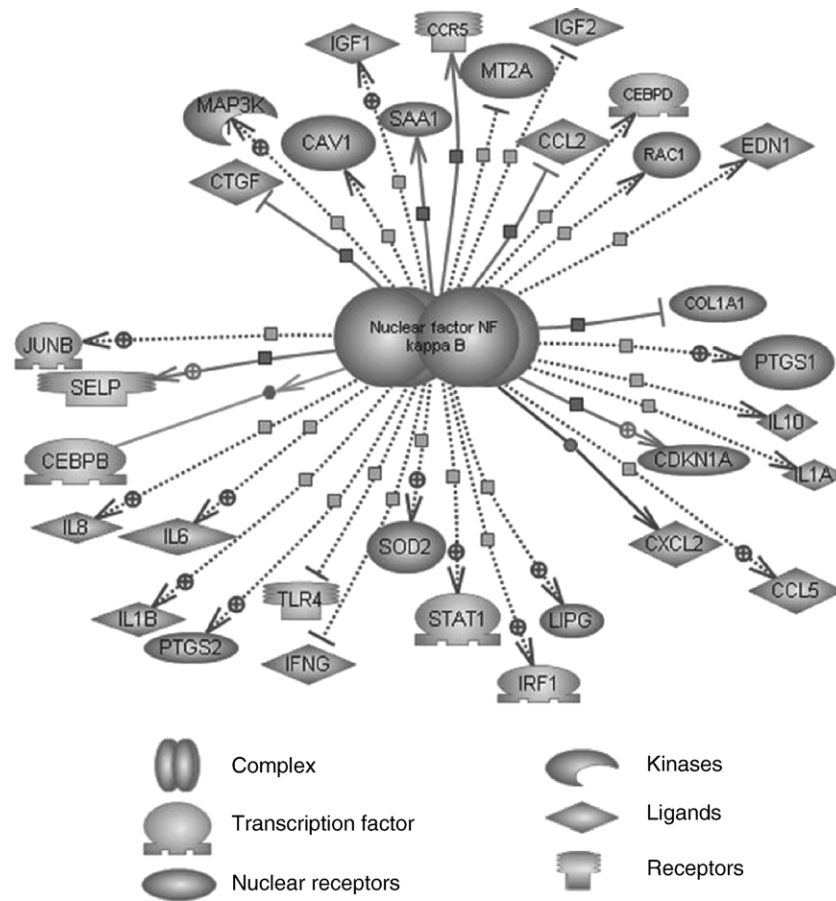 IGF1
CCR5
IGF2
MT2A
MAP3K
CEBPD
SAA1
CAV1
CCL2
EDN1
RAC1
CTGF
COL1A1
Nuclear factor NF
kappa B
JUNB
PTGS1
SELP
IL10
CEBPB
CDKN1A
IL1A
IL8
IL6
SOD2
CXCL2
CCL5
TLR4
IL1B
STAT1
LIPG
PTGS2
IFNG
IRF1
Complex
Kinases
Transcription factor
Ligands
Nuclear receptors
Receptors